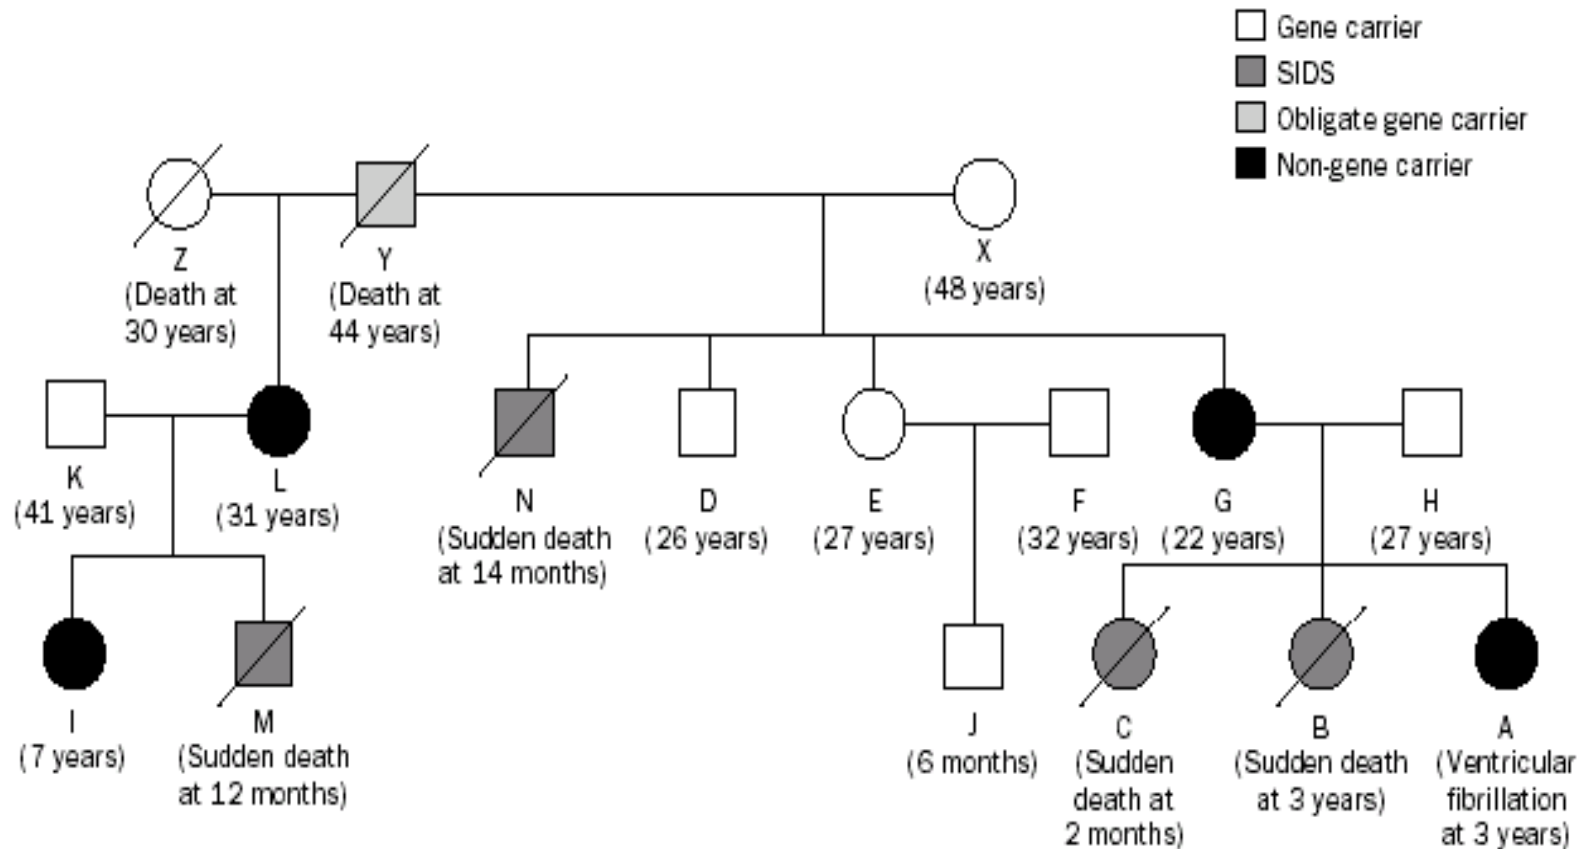 Gene carrier
SIDS
Obligate gene carrier
Non-gene carrier
Z
(Death at
30 years)
Y
(Death at
44 years)
X
(48 years)
K
(41 years)
L
(31 years)
N
(Sudden death
at 14 months)
D
(26 years)
E
(27 years)
F
(32 years)
G
(22 years)
H
(27 years)
I
(7 years)
M
(Sudden death
at 12 months)
J
(6 months)
C
(Sudden
death at
2 months)
B
(Sudden death
at 3 years)
A
(Ventricular
fibrillation
at 3 years)